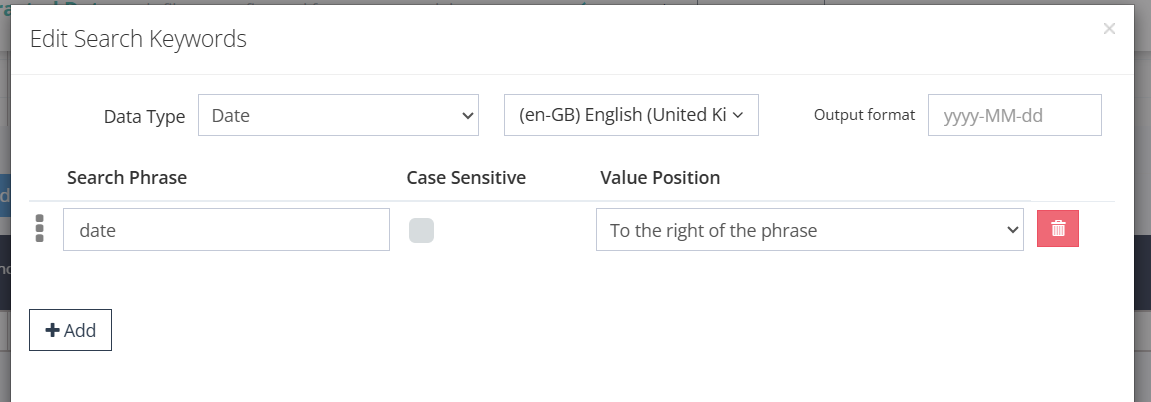 Edit Search Keywords
×
Data Type Date (en-GB) English (United Ki Output format yyyy-MM-dd
Search Phrase Case Sensitive Value Position
date To the right of the phrase
Add